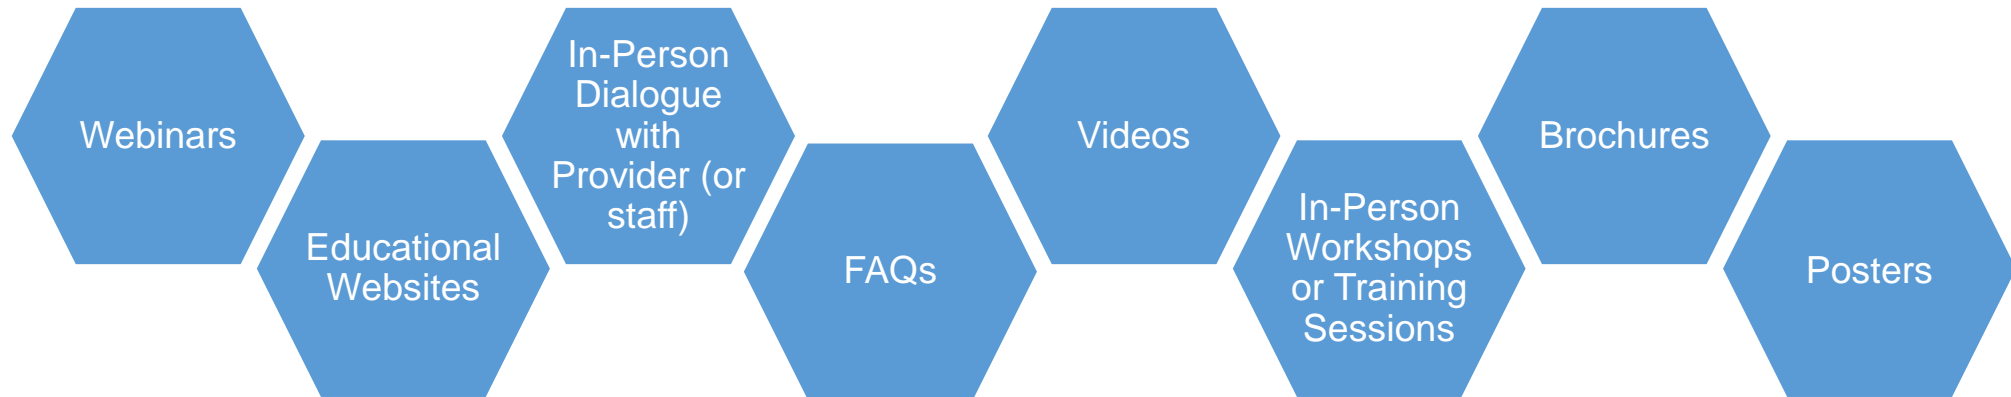 Webinars
Educational
Websites
In-Person
Dialogue
with
Provider (or
staff)
FAQs
Videos
In-Person
Workshops
or Training
Sessions
Brochures
Posters